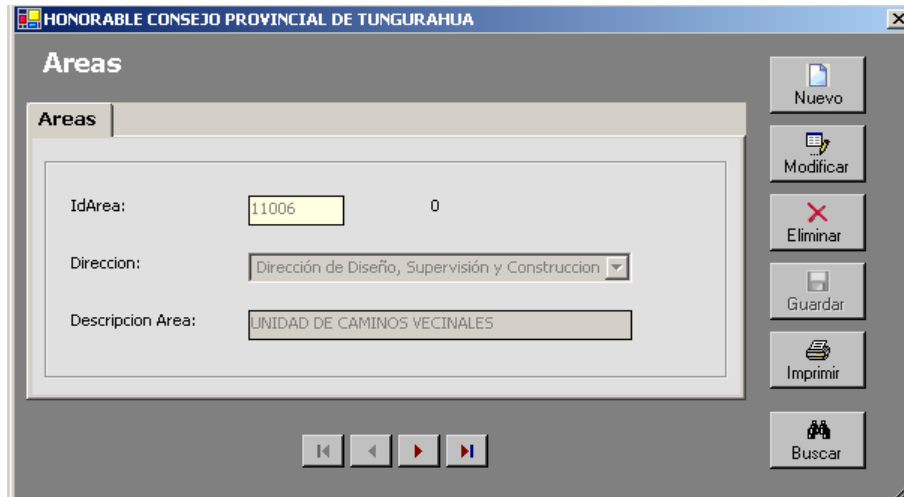 HONORABLE CONSEJO PROVINCIAL DE TUNGURAHUA
Areas
Areas
IdArea:
11006
0
Direccion:
Dirección de Diseño, Supervisión y Construccion
Descripcion Area:
UNIDAD DE CAMINOS VECINALES
Nuevo
Modificar
Eliminar
Guardar
Imprimir
Buscar